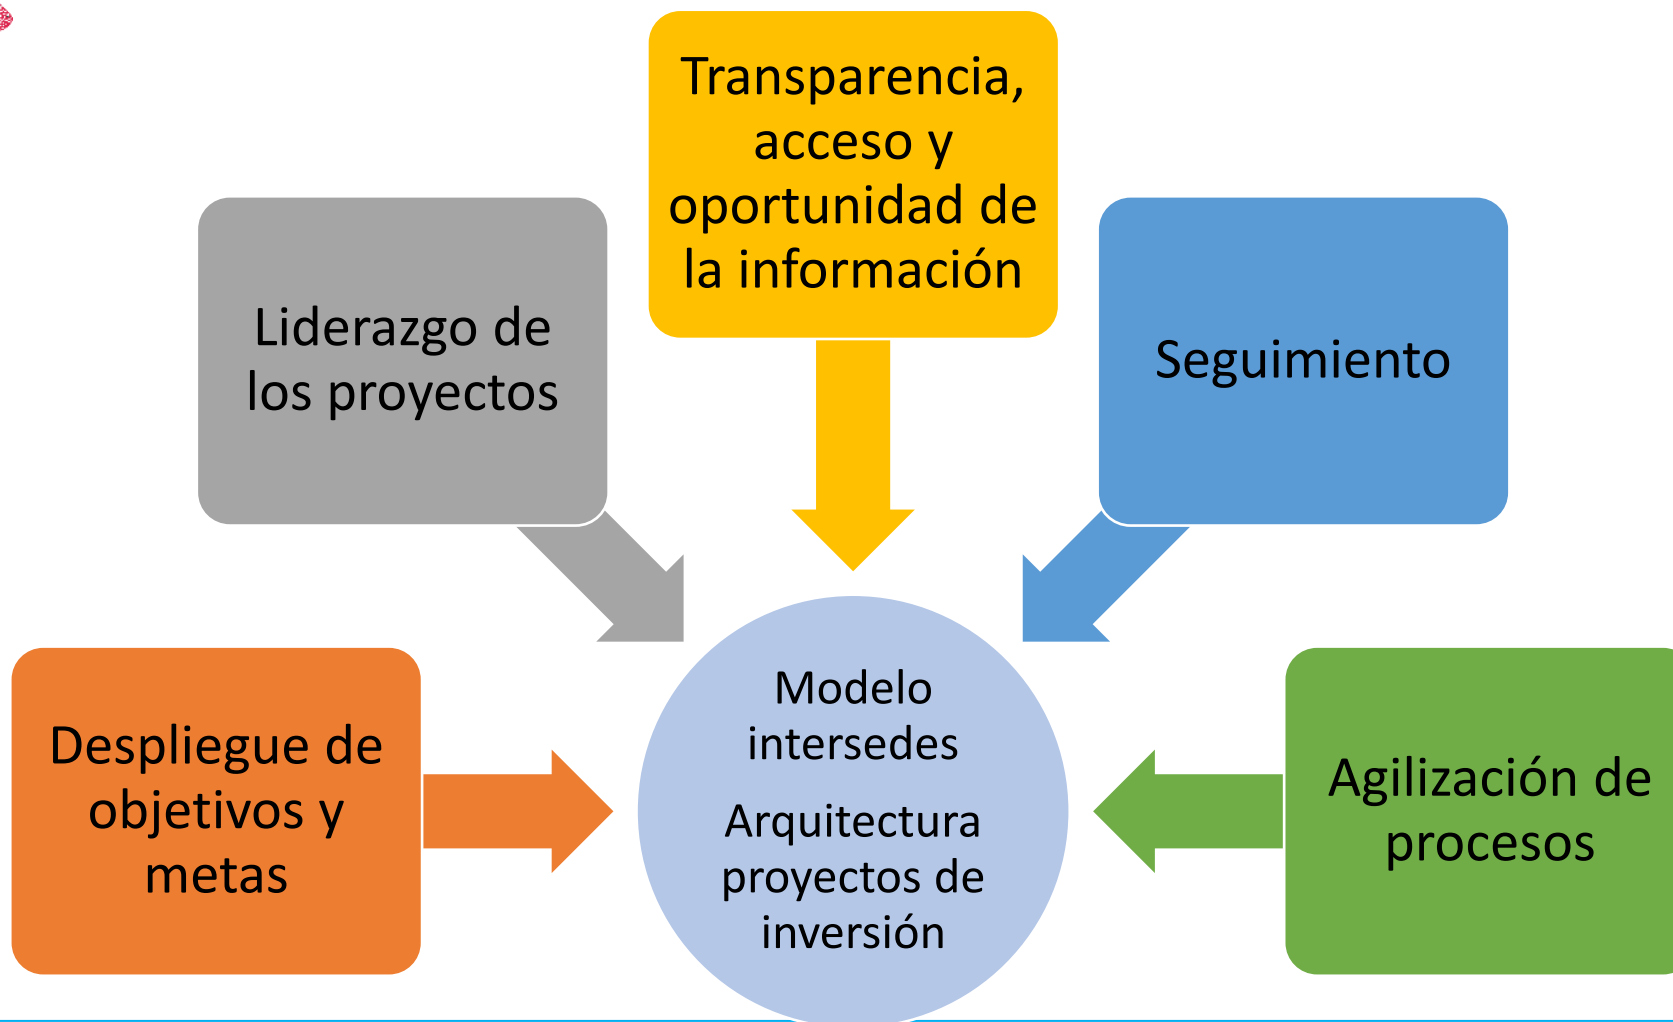 Transparencia,
acceso y
oportunidad de
la información
Liderazgo de
los proyectos
Seguimiento
Despliegue de
objetivos y
metas
Modelo
intersedes
Arquitectura
proyectos de
inversión
Agilización de
procesos